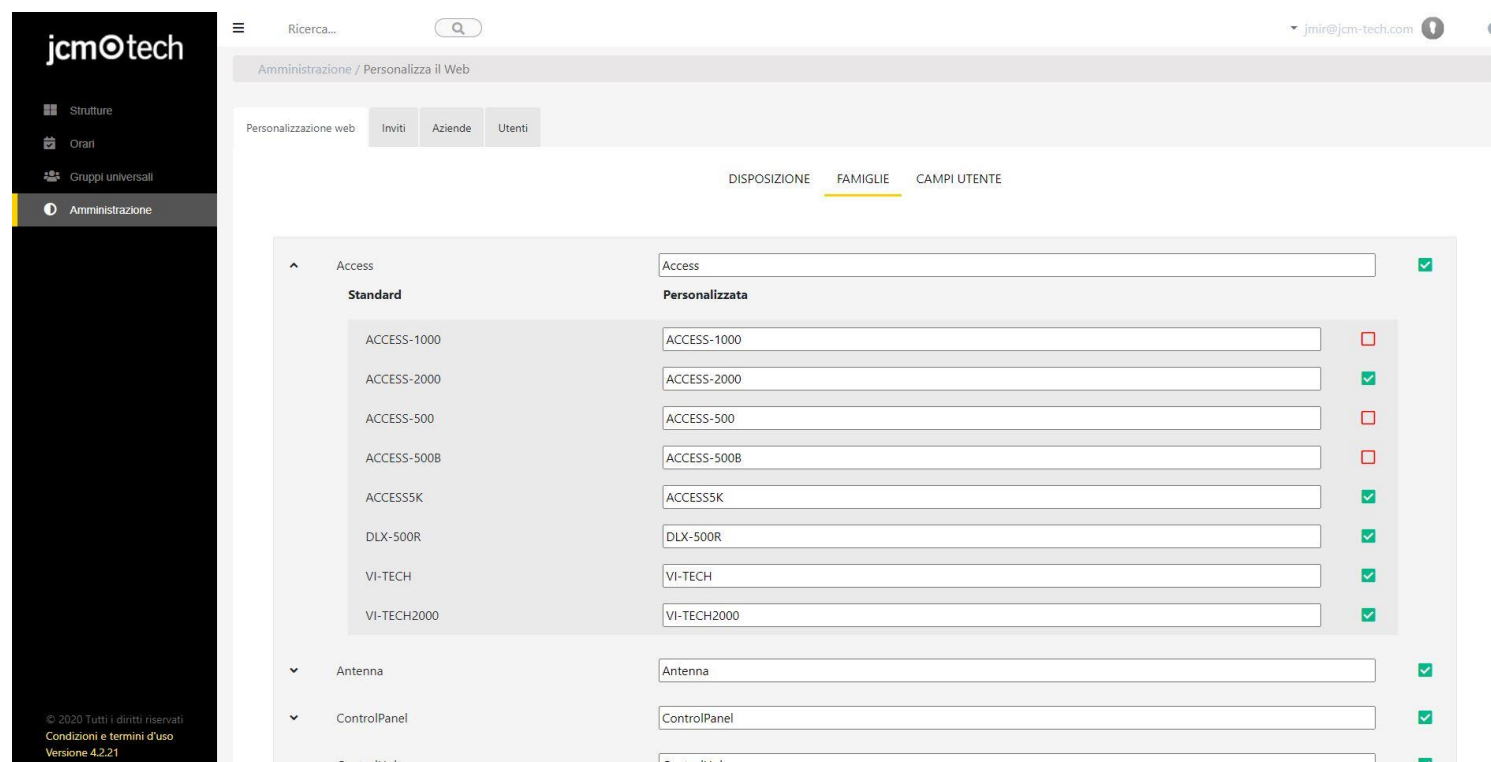 jcm tech
Ricerca...
jmir@jcm-tech.com
Amministrazione / Personalizza il Web
Strutture
Orari
Gruppi universali
Amministrazione
Personalizzazione web Inviti Aziende Utenti
DISPOSIZIONE FAMIGLIE CAMPI UTENTE
Access Access
Standard Personalizzata
ACCESS-1000 ACCESS-1000
ACCESS-2000 ACCESS-2000
ACCESS-500 ACCESS-500
ACCESS-500B ACCESS-500B
ACCESS5K ACCESS5K
DLX-500R DLX-500R
VI-TECH VI-TECH
VI-TECH2000 VI-TECH2000
Antenna Antenna
ControlPanel ControlPanel
© 2020 Tutti i diritti riservati
Condizioni e termini d'uso
Versione 4.2.21